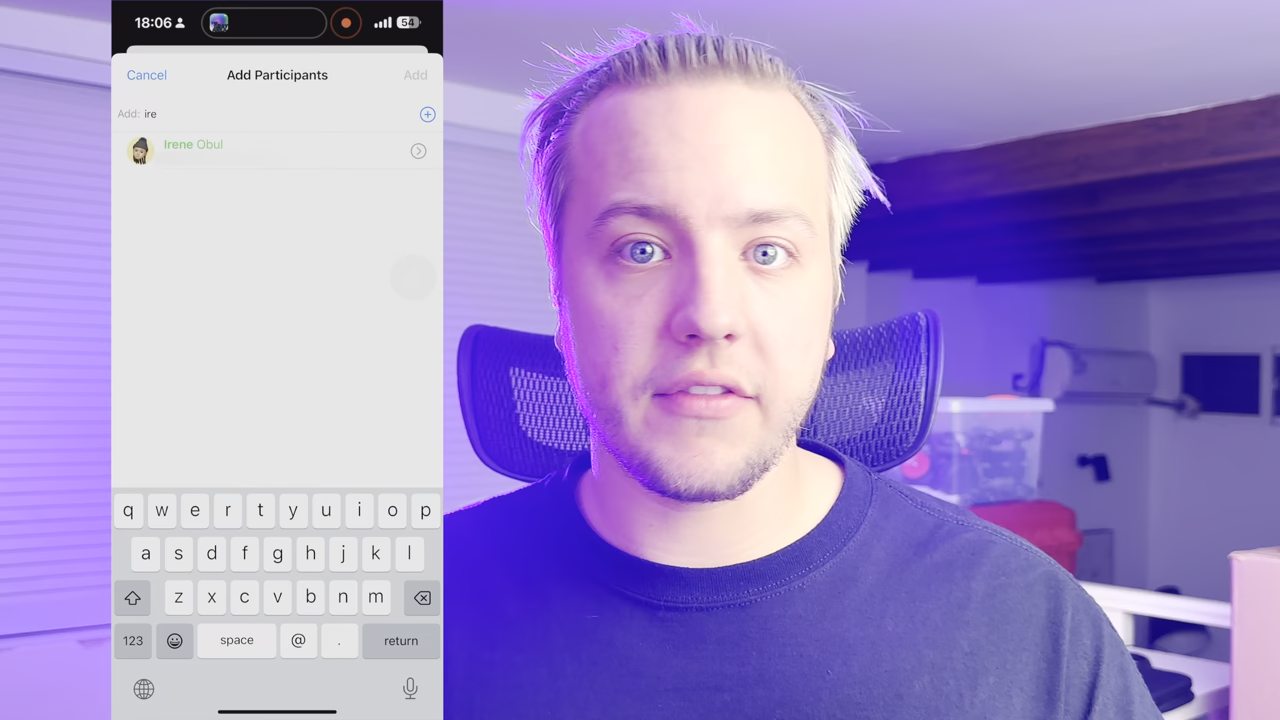 18:06
54
Cancel
Add Participants
Add
Add: ire
Irene Obul
q w e r t y u i o p
a s d f g h j k l
z x c v b n m
123 space @ . return